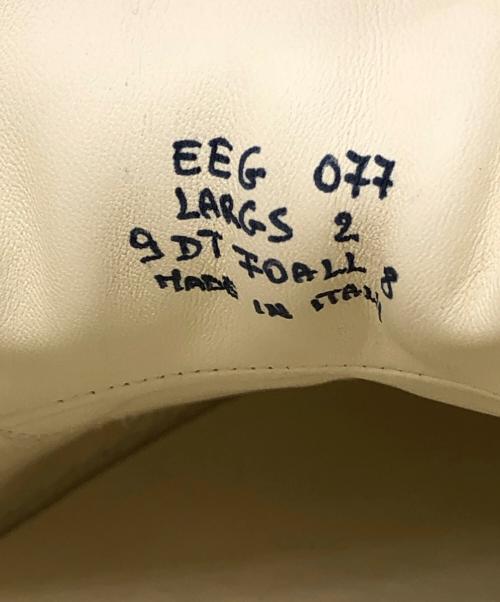 EEG 077
LARGS 2
9 DT 70ALL 8
MADE IN ITALY